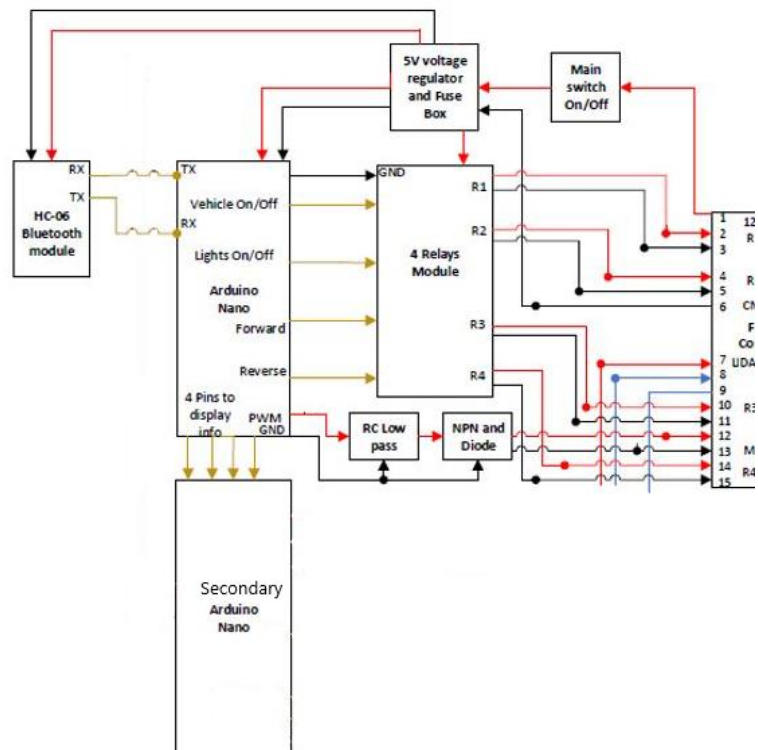 5V voltage
regulator
and Fuse
Box
Main
switch
On/Off
RX
TX
HC-06
Bluetooth
module
TX
Vehicle On/Off
RX
Lights On/Off
Arduino
Nano
Forward
Reverse
4 Pins to
display
info
PWM
GND
GND
R1
R2
4 Relays
Module
R3
R4
RC Low
pass
NPN and
Diode
1 12
2 R
3
4 R
5
6 CN
F
Co
7 UDA
8
9
10 R3
11
12
13 M
14
15 R4
Secondary
Arduino
Nano